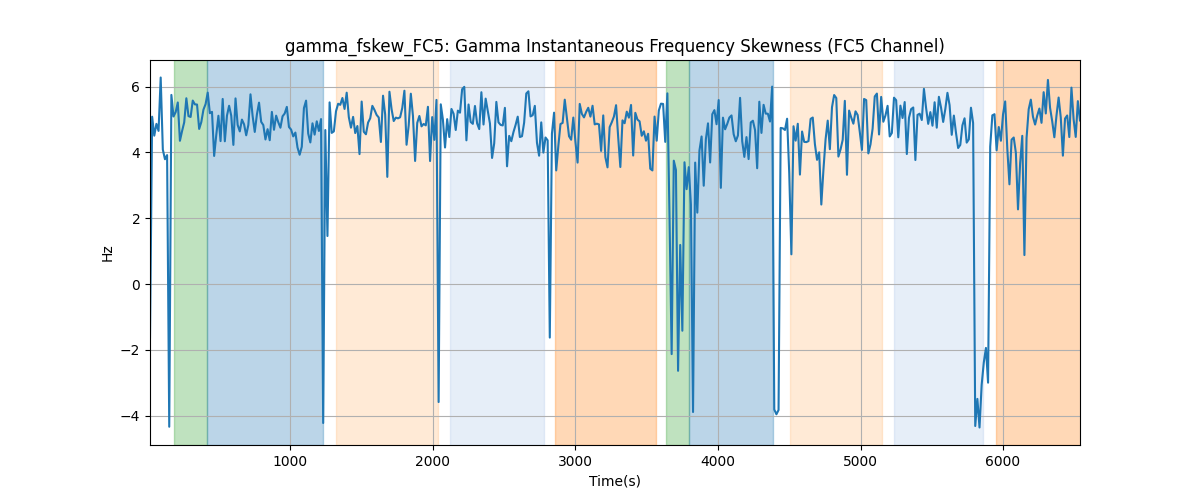 gamma_fskew_FC5: Gamma Instantaneous Frequency Skewness (FC5 Channel)
6
4
2
0
−2
−4
Hz
1000 2000 3000 4000 5000 6000
Time(s)